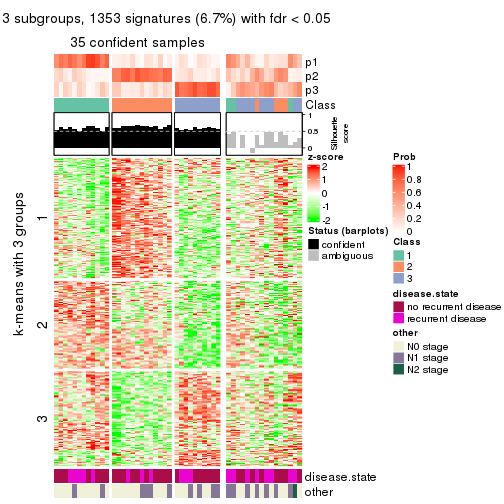 3 subgroups, 1353 signatures (6.7%) with fdr < 0.05
35 confident samples
p1
p2
p3
Class
1
0.5
0
Silhouette
score
k-means with 3 groups
1
2
3
z-score
2
1
0
-1
-2
Status (barplots)
confident
ambiguous
Prob
1
0.8
0.6
0.4
0.2
0
Class
1
2
3
disease.state
no recurrent disease
recurrent disease
other
N0 stage
N1 stage
N2 stage
disease.state
other